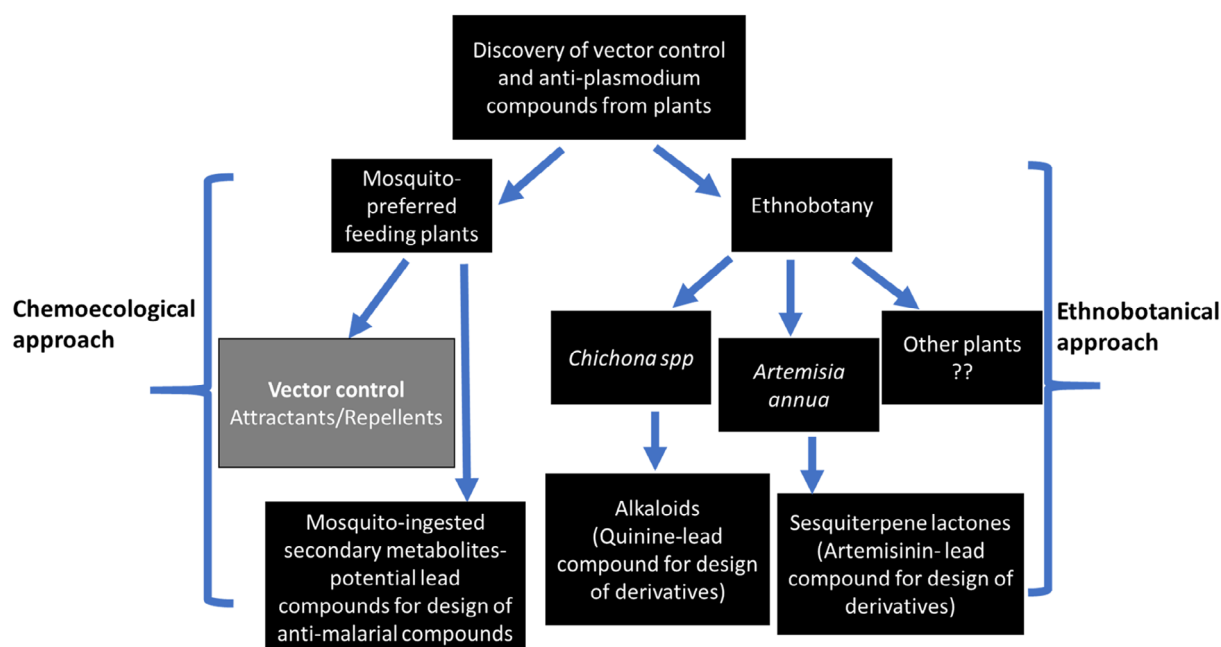 Discovery of vector control
and anti-plasmodium
compounds from plants
Mosquito-
preferred
feeding plants
Ethnobotany
Chemoecological
approach
Ethnobotanical
approach
Vector control
Attractants/Repellents
Chichona spp
Artemisia
annua
Other plants
??
Mosquito-ingested
secondary metabolites-
potential lead
compounds for design of
anti-malarial compounds
Alkaloids
(Quinine-lead
compound for design
of derivatives)
Sesquiterpene lactones
(Artemisinin- lead
compound for design of
derivatives)